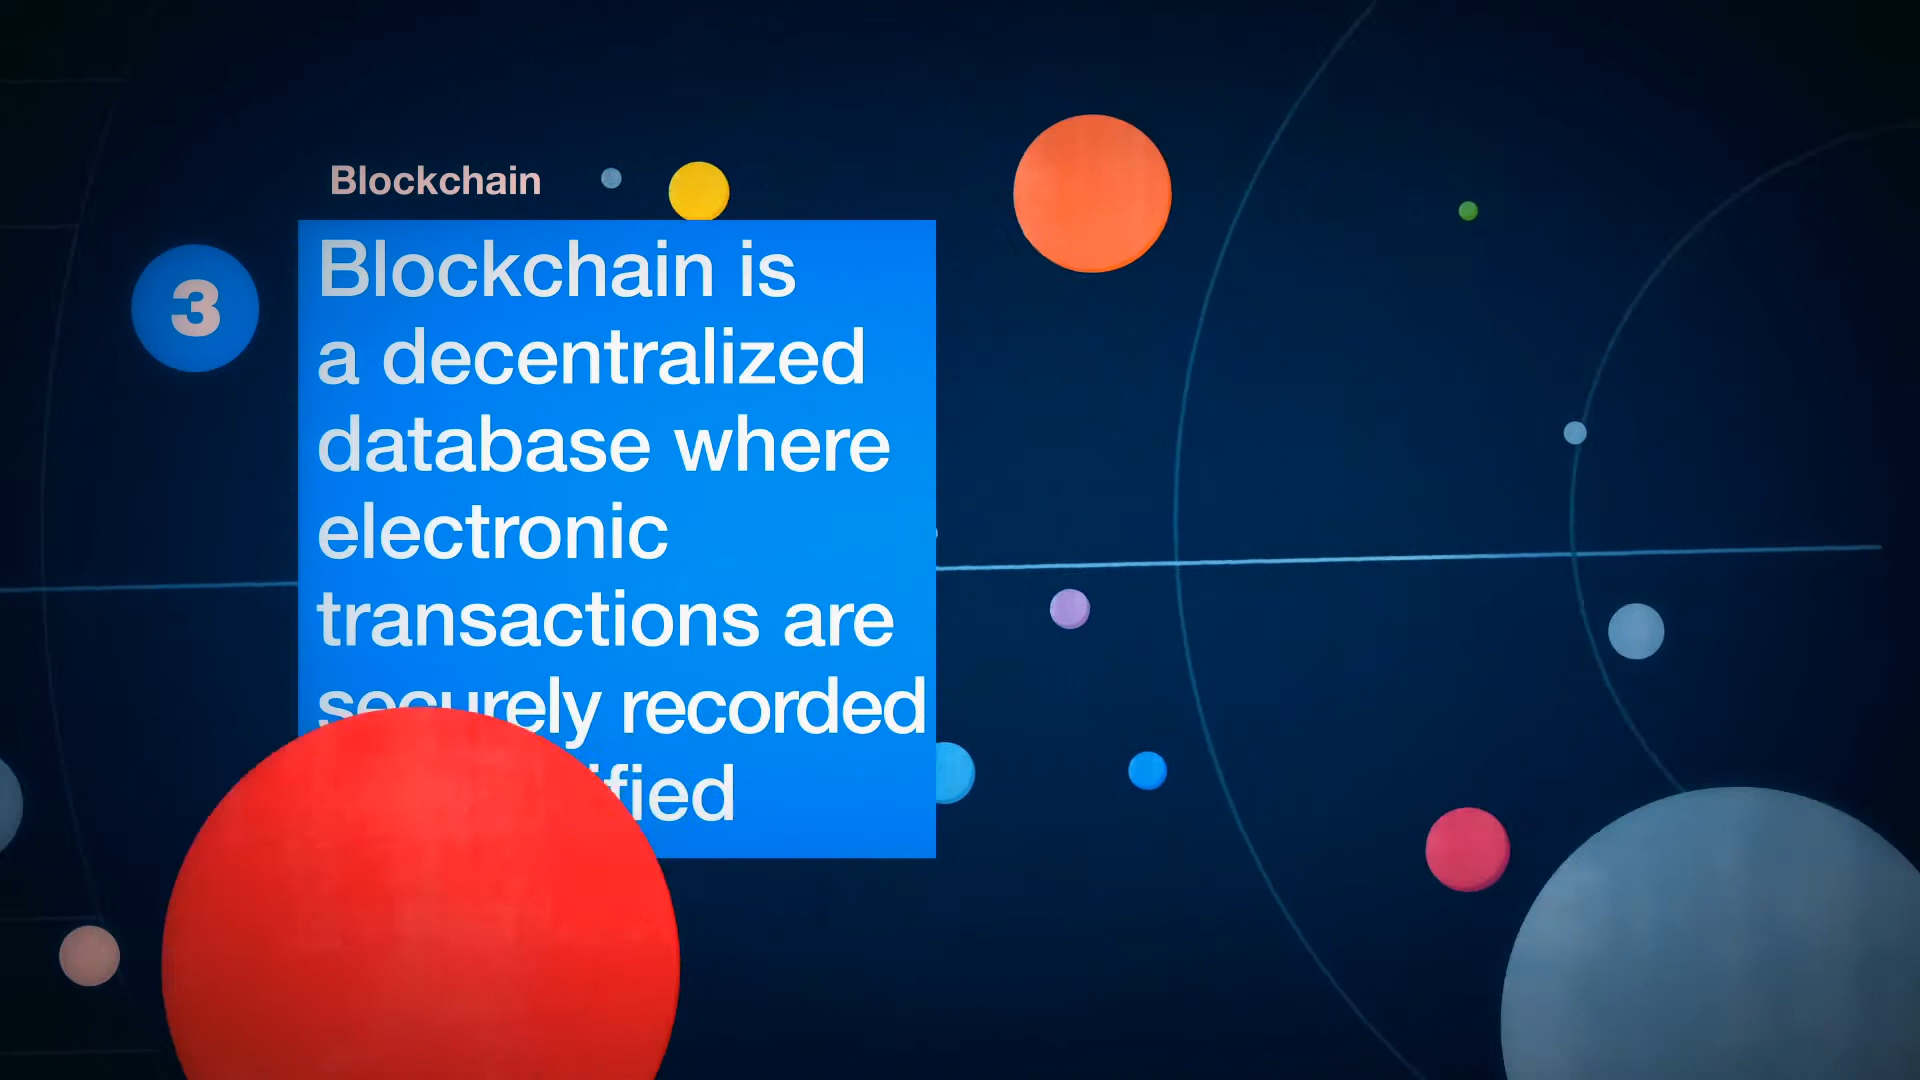 Blockchain
3
Blockchain is
a decentralized
database where
electronic
transactions are
securely recorded